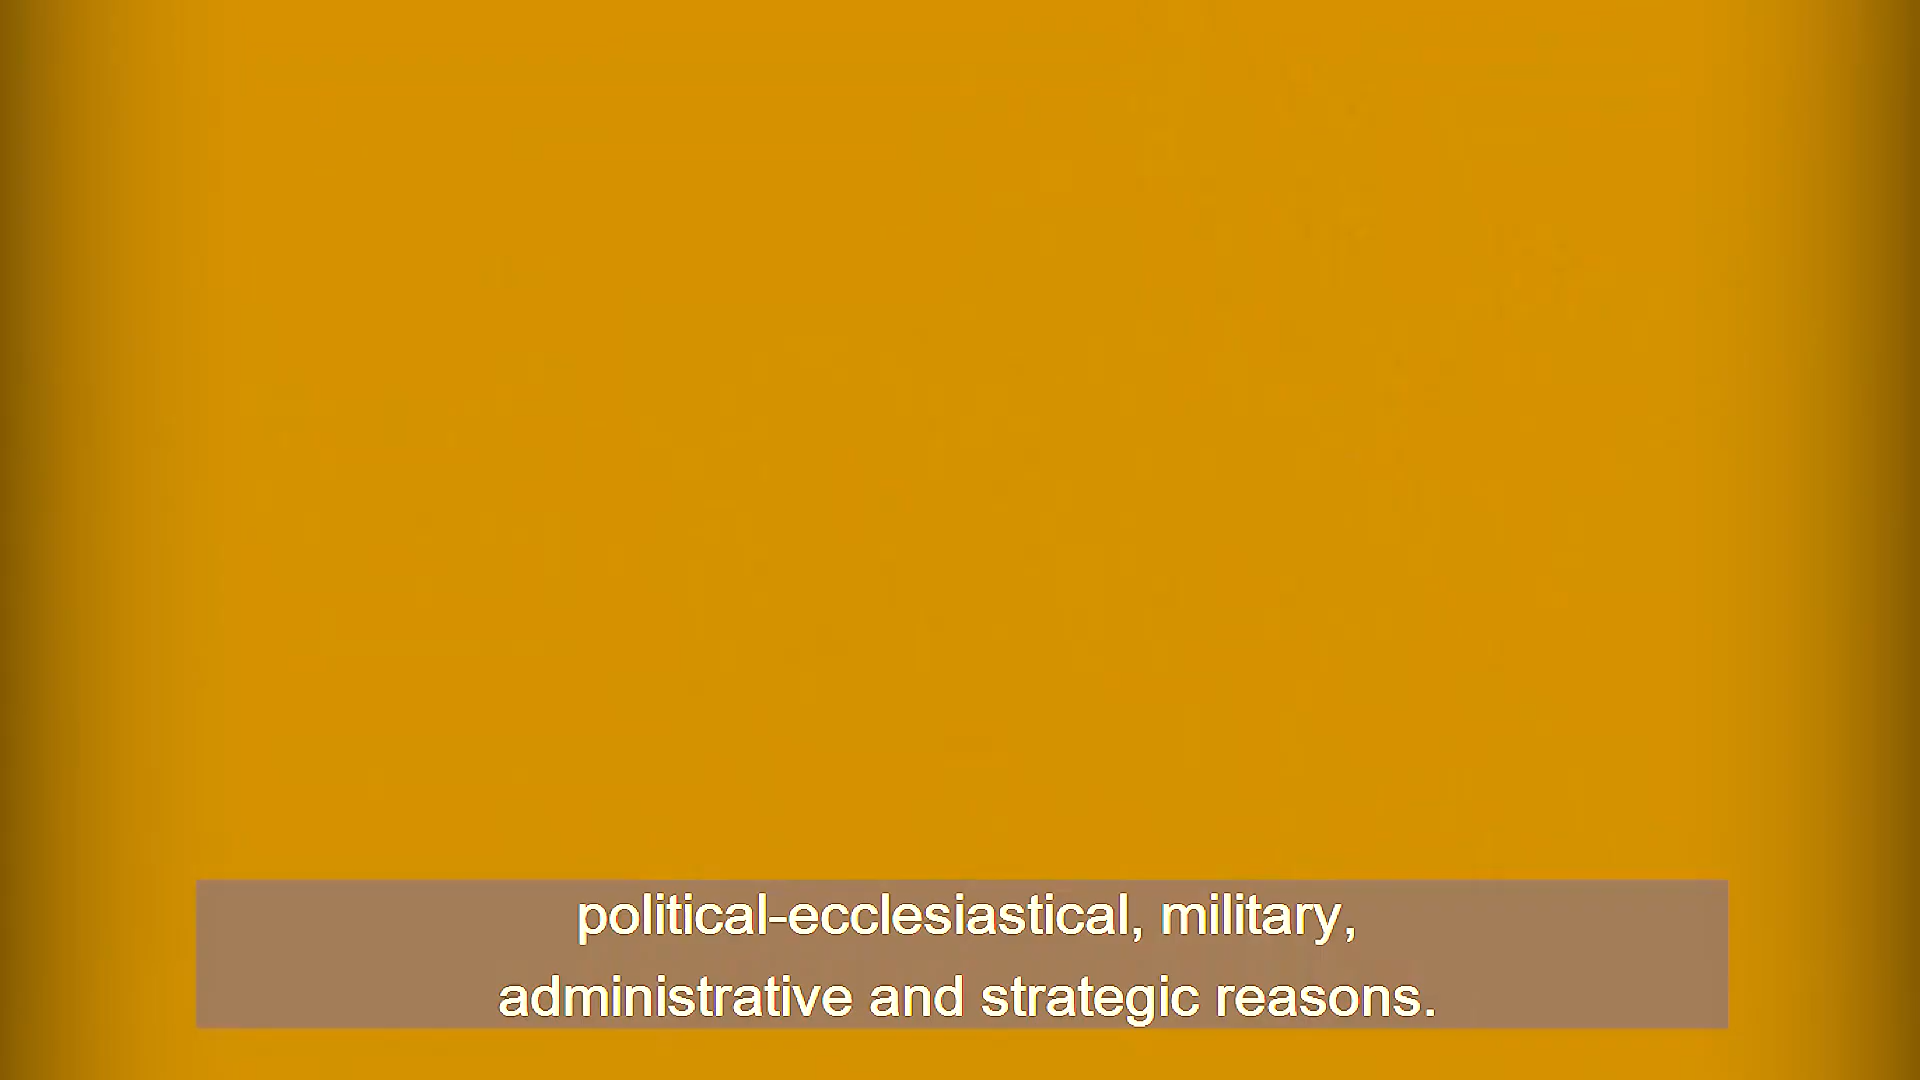 political-ecclesiastical, military,
administrative and strategic reasons.